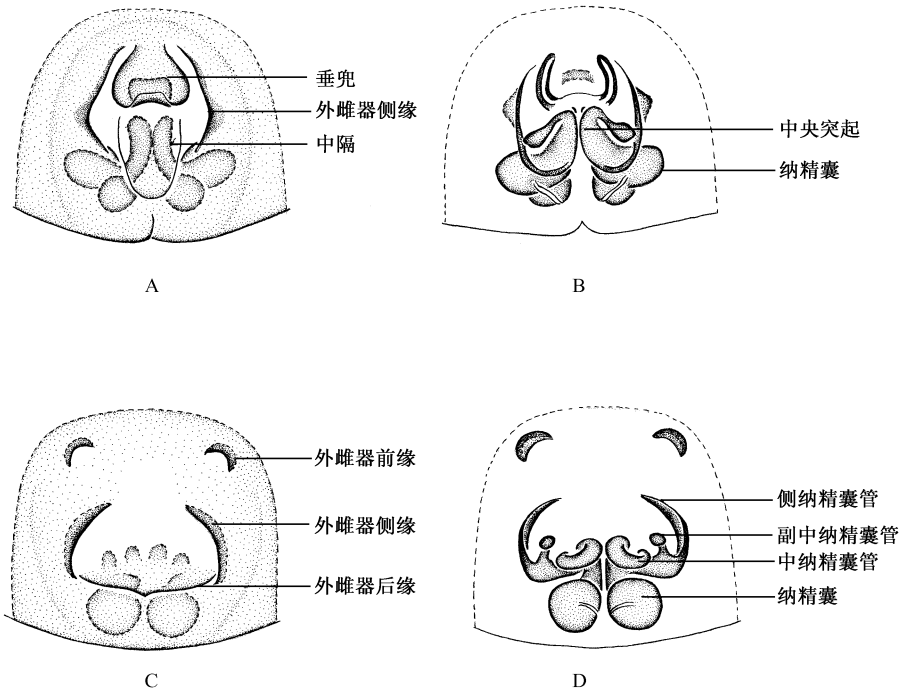 垂兜
外雌器侧缘
中隔
中央突起
纳精囊
A
B
外雌器前缘
外雌器侧缘
外雌器后缘
侧纳精囊管
副中纳精囊管
中纳精囊管
纳精囊
C
D